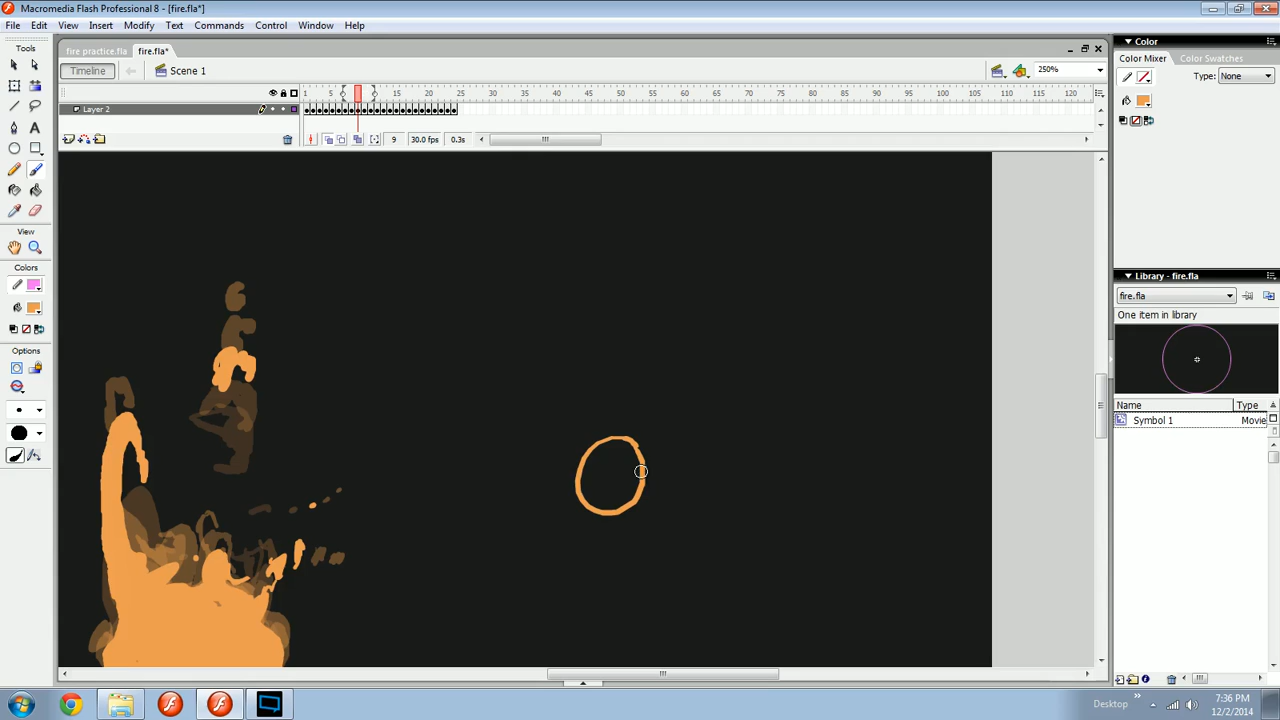 Macromedia Flash Professional 8 - [fire.fla*]
File Edit View Insert Modify Text Commands Control Window Help
Tools
fire practice.fla fire.fla*
Timeline Scene 1 250%
1 5 10 15 20 25 30 35 40 45 50 55 60 65 70 75 80 85 90 95 100 105 110 115 120
Layer 2
9 30.0 fps 0.3s
View
Colors
Options
Color
Color Mixer Color Swatches
Type: None
Library - fire.fla
fire.fla
One item in library
Name Type
Symbol 1 Movie
Desktop
7:36 PM
12/2/2014